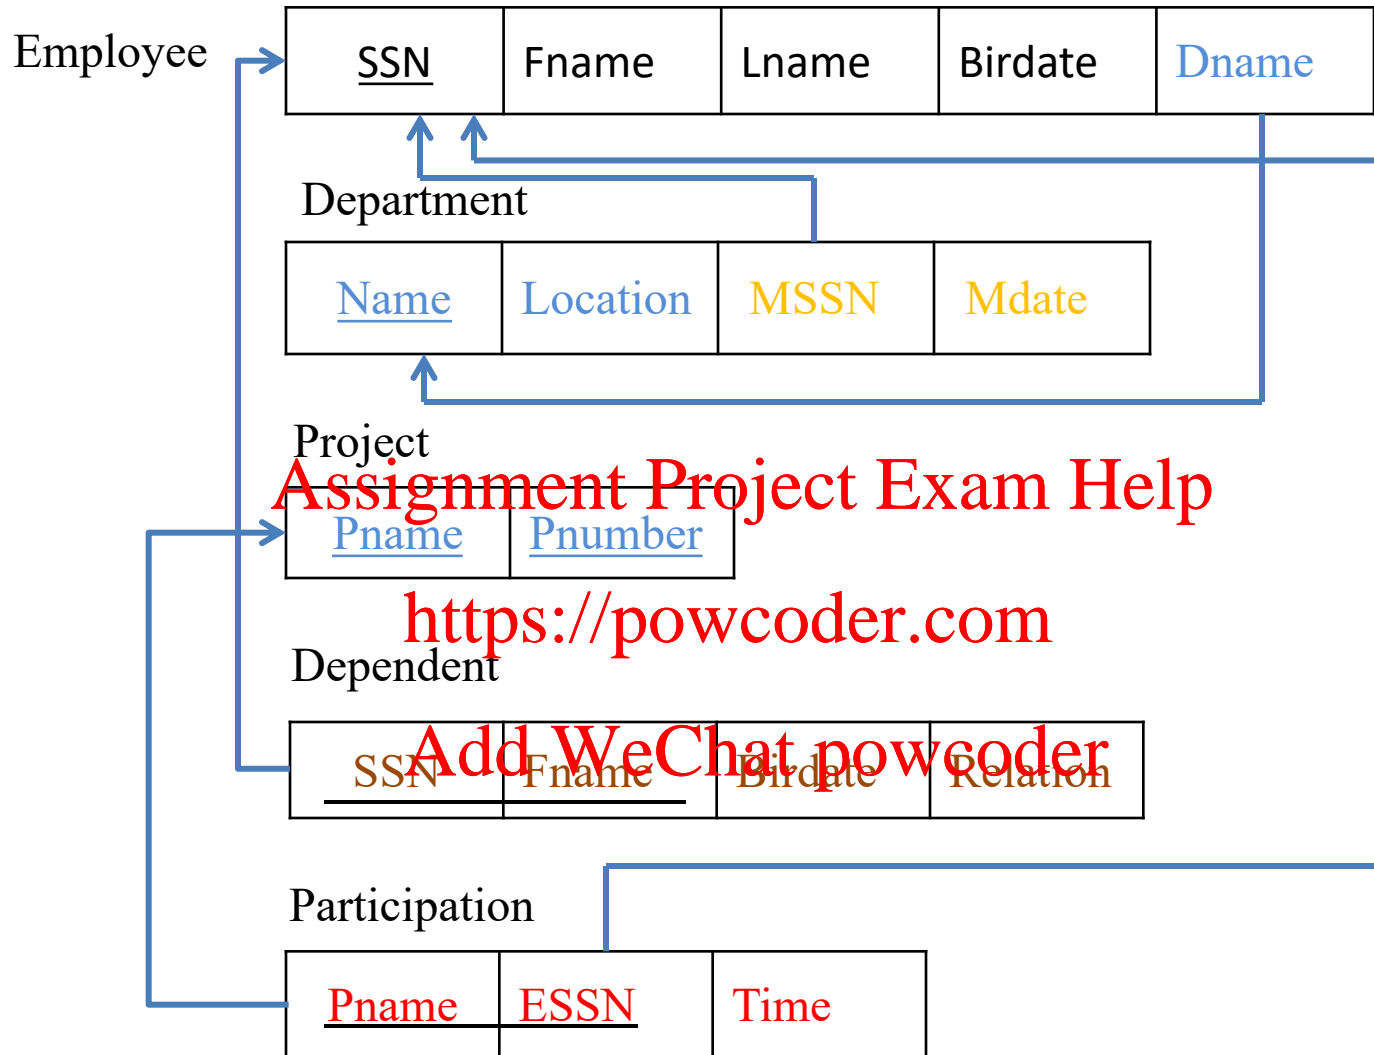 Employee
SSN Fname Lname Birdate Dname
Department
Name Location MSSN Mdate
Project
Assignment Project Exam Help
Pname Pnumber
https://powcoder.com
Dependent
Add WeChat powcoder
SSN Fname Birdate Relation
Participation
Pname ESSN Time